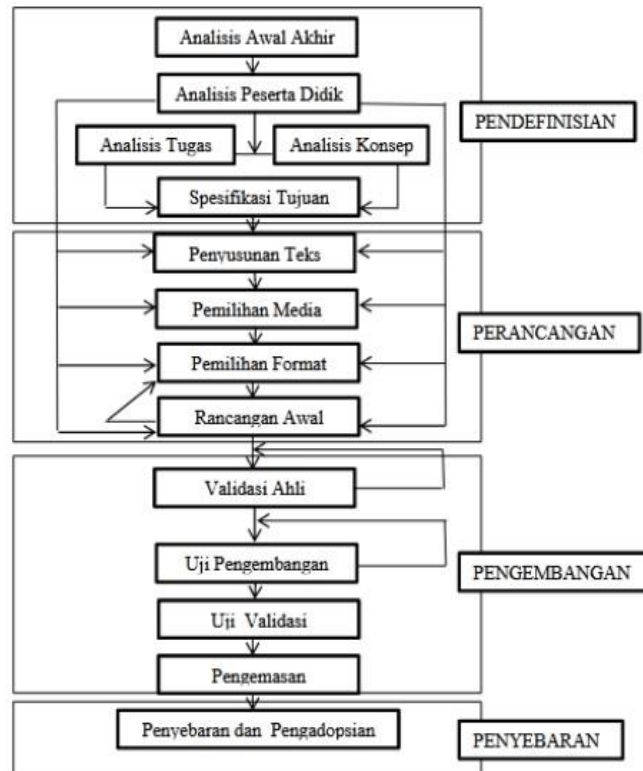 Analisis Awal Akhir
Analisis Peserta Didik
PENDEFINISIAN
Analisis Tugas
Analisis Konsep
Spesifikasi Tujuan
Penyusunan Teks
Pemilihan Media
PERANCANGAN
Pemilihan Format
Rancangan Awal
Validasi Ahli
Uji Pengembangan
PENGEMBANGAN
Uji Validasi
Pengemasan
Penyebaran dan Pengadopsian
PENYEBARAN